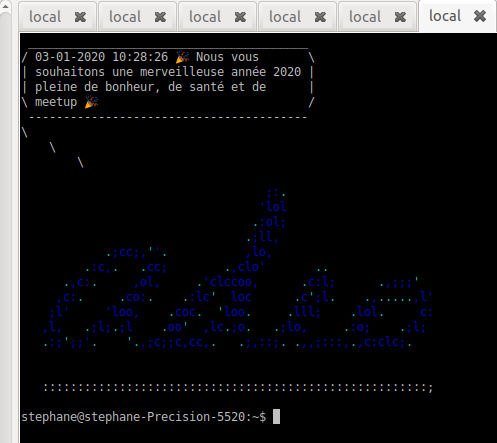 local local local local local local
03-01-2020 10:28:26 🎉 Nous vous
souhaitons une merveilleuse année 2020
pleine de bonheur, de santé et de
meetup 🎉
stephane@stephane-Precision-5520:~$